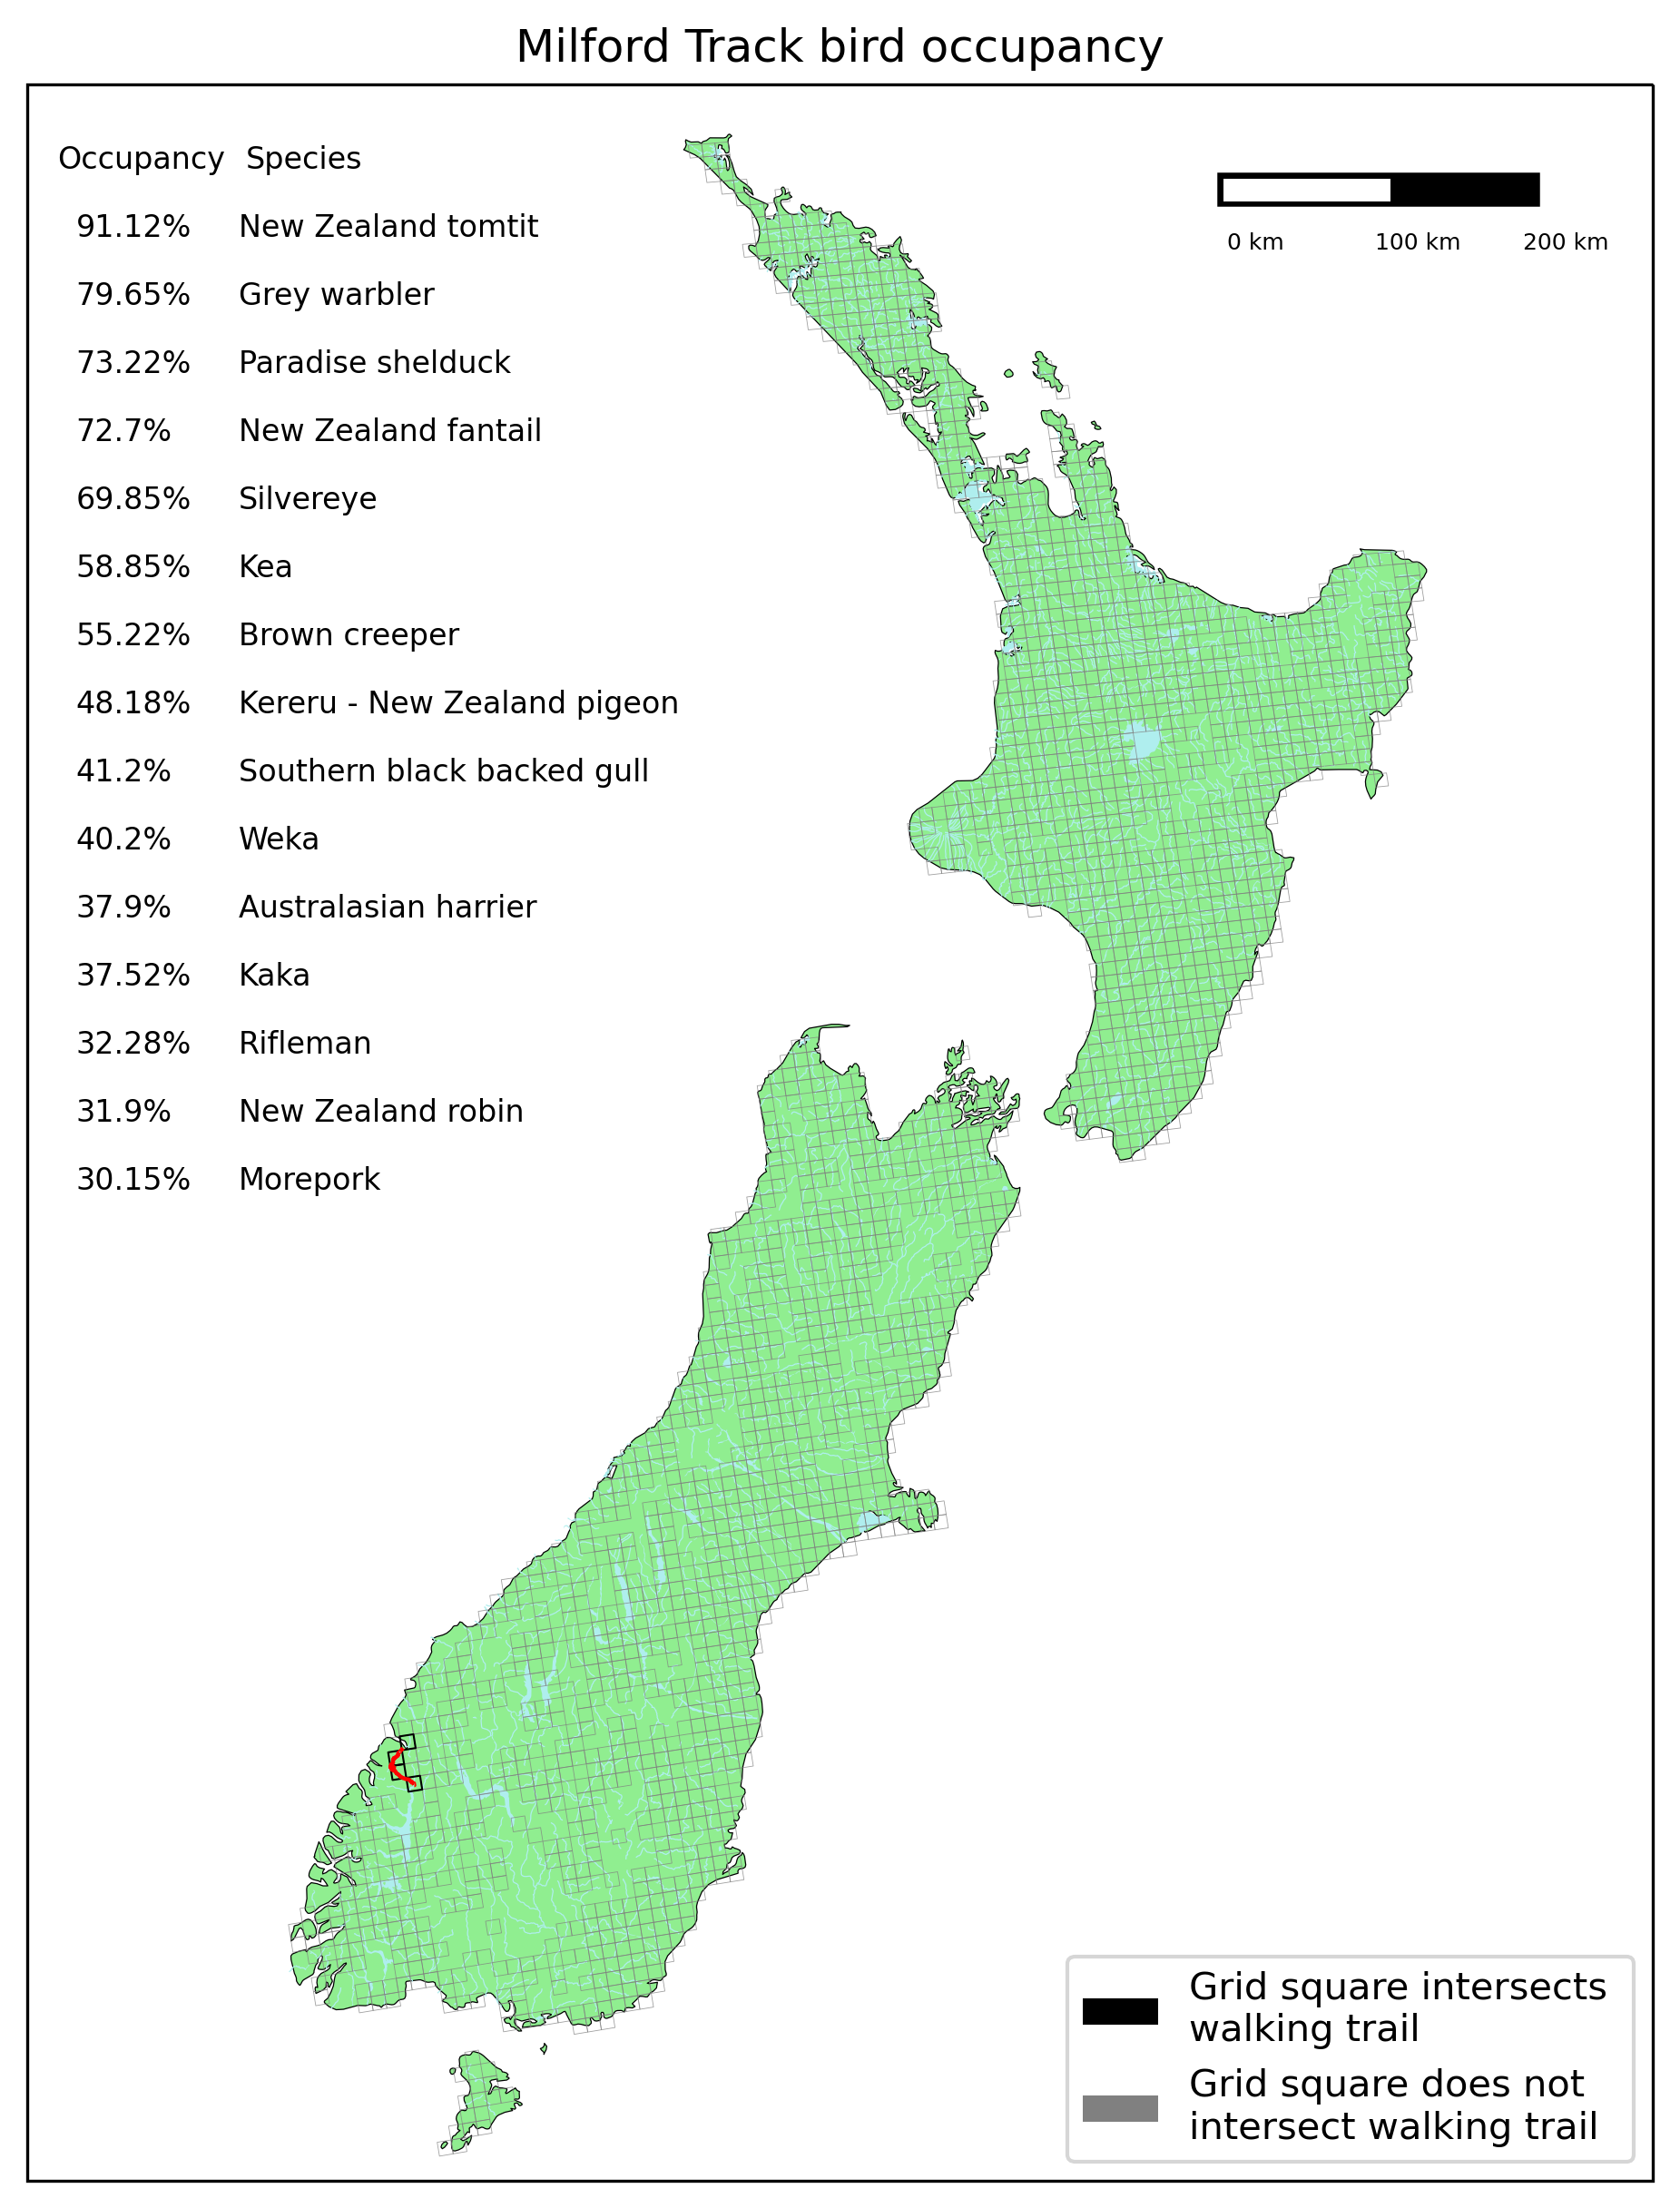 Milford Track bird occupancy
Occupancy Species
91.12% New Zealand tomtit
79.65% Grey warbler
73.22% Paradise shelduck
72.7% New Zealand fantail
69.85% Silvereye
58.85% Kea
55.22% Brown creeper
48.18% Kereru - New Zealand pigeon
41.2% Southern black backed gull
40.2% Weka
37.9% Australasian harrier
37.52% Kaka
32.28% Rifleman
31.9% New Zealand robin
30.15% Morepork
0 km 100 km 200 km
Grid square intersects
walking trail
Grid square does not
intersect walking trail